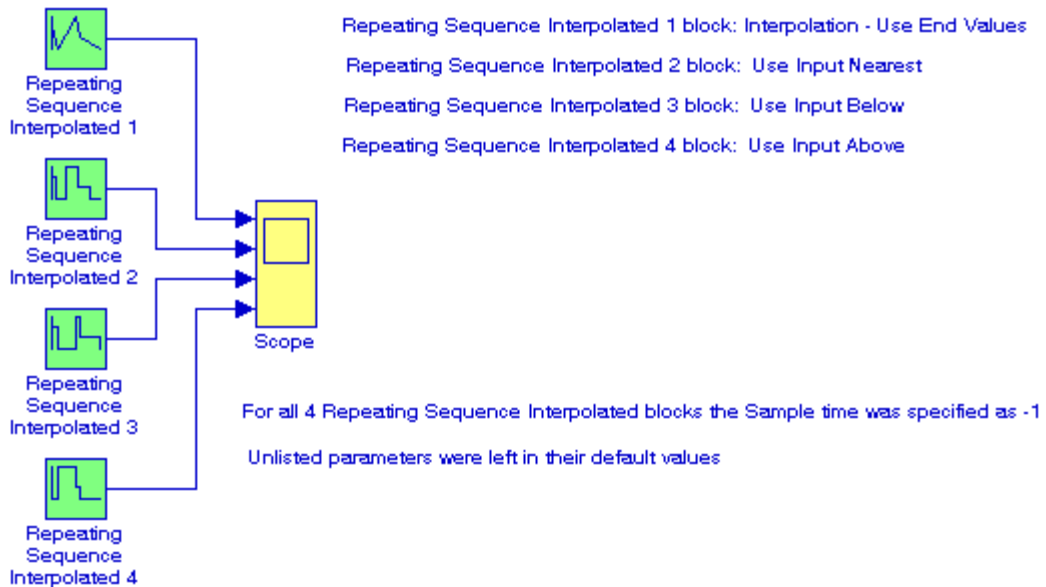 Repeating Sequence Interpolated 1 block: Interpolation - Use End Values
Repeating Sequence Interpolated 2 block: Use Input Nearest
Repeating Sequence Interpolated 3 block: Use Input Below
Repeating Sequence Interpolated 4 block: Use Input Above
Repeating
Sequence
Interpolated 1
Repeating
Sequence
Interpolated 2
Repeating
Sequence
Interpolated 3
Repeating
Sequence
Interpolated 4
Scope
For all 4 Repeating Sequence Interpolated blocks the Sample time was specified as -1
Unlisted parameters were left in their default values